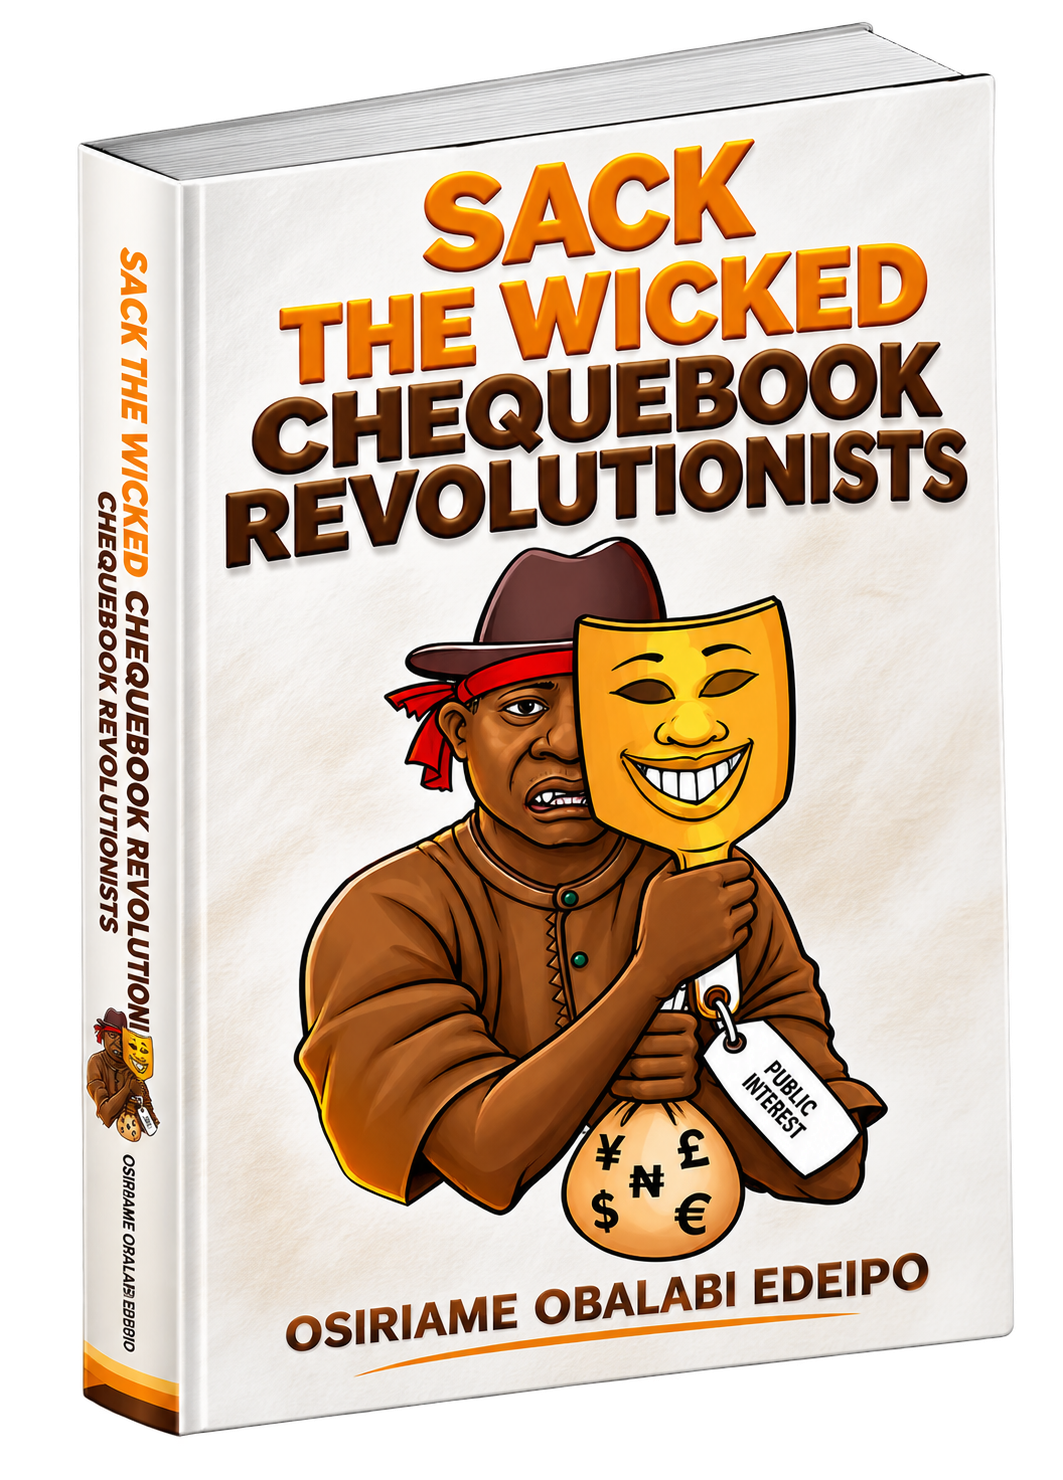 SACK
THE WICKED
CHEQUEBOOK
REVOLUTIONISTS
PUBLIC
INTEREST
¥ £
₦
$ €
OSIRIAME OBALABI EDEIPO
SACK THE WICKED CHEQUEBOOK REVOLUTIONI
CHEQUEBOOK REVOLUTIONISTS